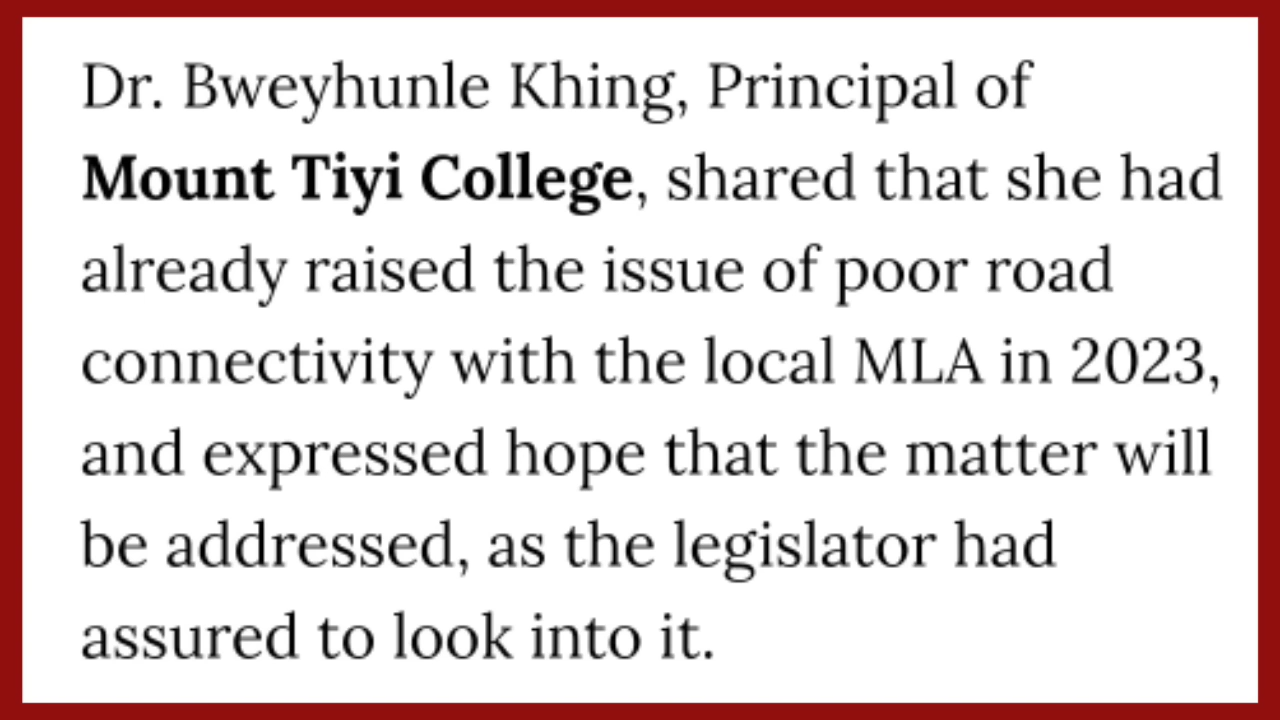 Dr. Bweyhunle Khing, Principal of
Mount Tiyi College, shared that she had
already raised the issue of poor road
connectivity with the local MLA in 2023,
and expressed hope that the matter will
be addressed, as the legislator had
assured to look into it.